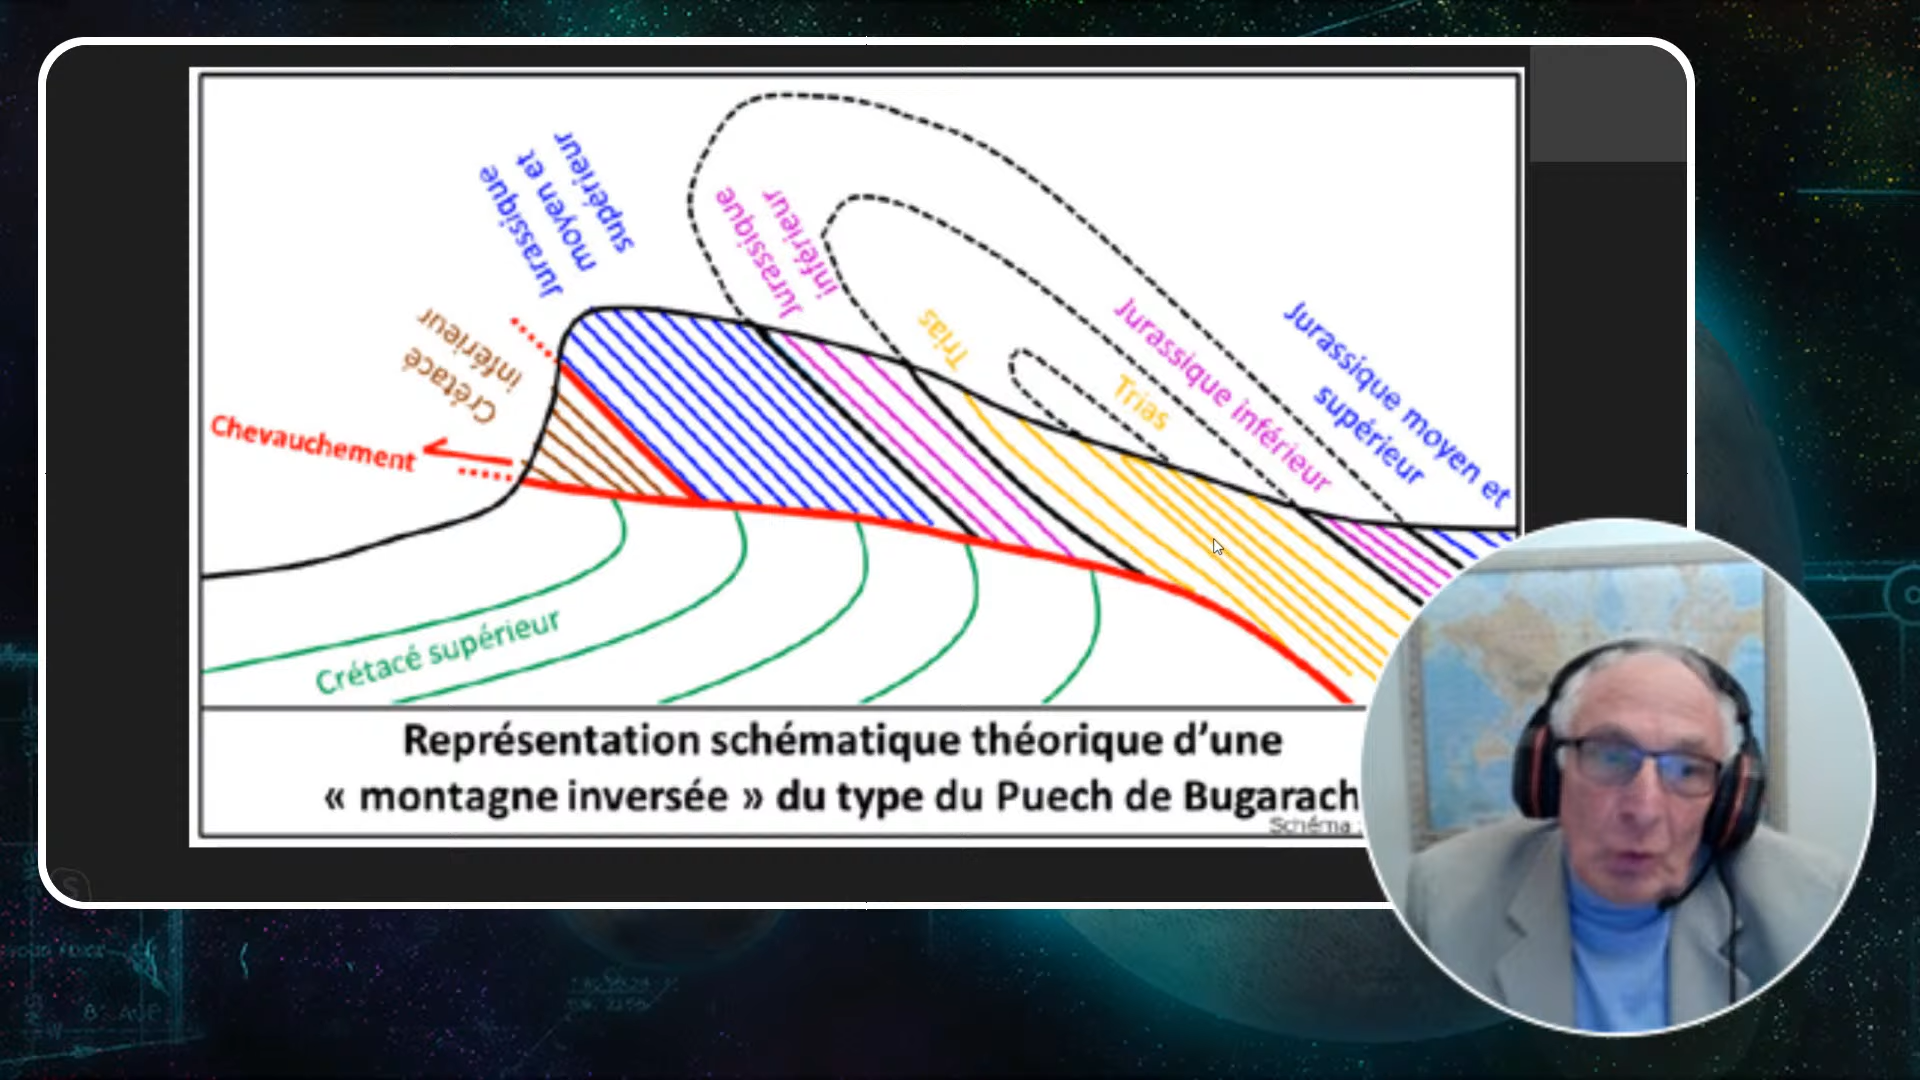 Jurassique
moyen et
supérieur
Jurassique
inférieur
Crétacé
inférieur
Trias
Trias
Jurassique inférieur
Jurassique moyen et
supérieur
Chevauchement
Crétacé supérieur
Représentation schématique théorique d’une
« montagne inversée » du type du Puech de Bugarach
Schéma :